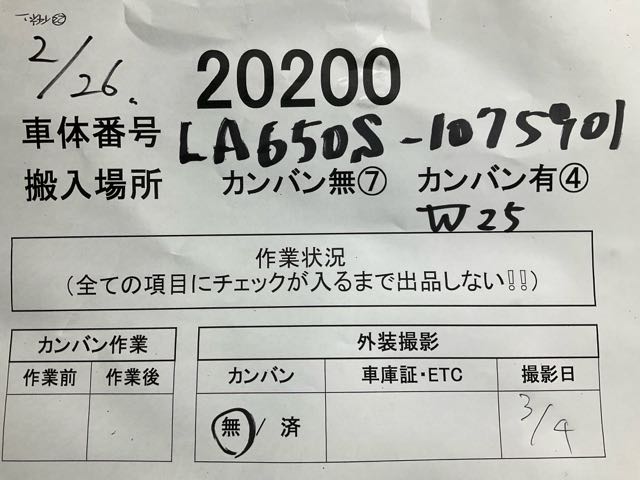 2/26.
20200
車体番号 LA650S-1075901
搬入場所 カンバン無⑦ カンバン有④
W25
作業状況
(全ての項目にチェックが入るまで出品しない!!)
カンバン作業 外装撮影
作業前 作業後 カンバン 車庫証・ETC 撮影日
無 / 済 3/4